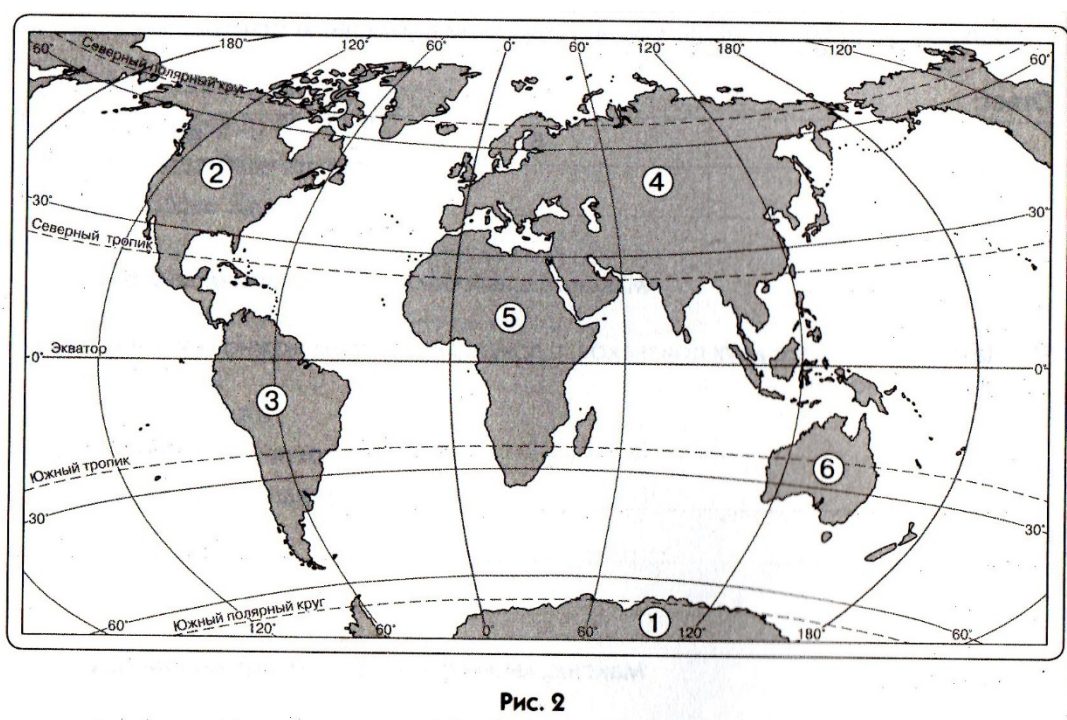 180° 120° 60° 0° 60° 120° 180° 120°
60° 60°
Северный полярный круг
2
4
30° 30°
Северный тропик
5
0° Экватор 0°
3
Южный тропик
6
30° 30°
Южный полярный круг
1
60° 120° 60° 0° 60° 120° 180° 60°
Рис. 2